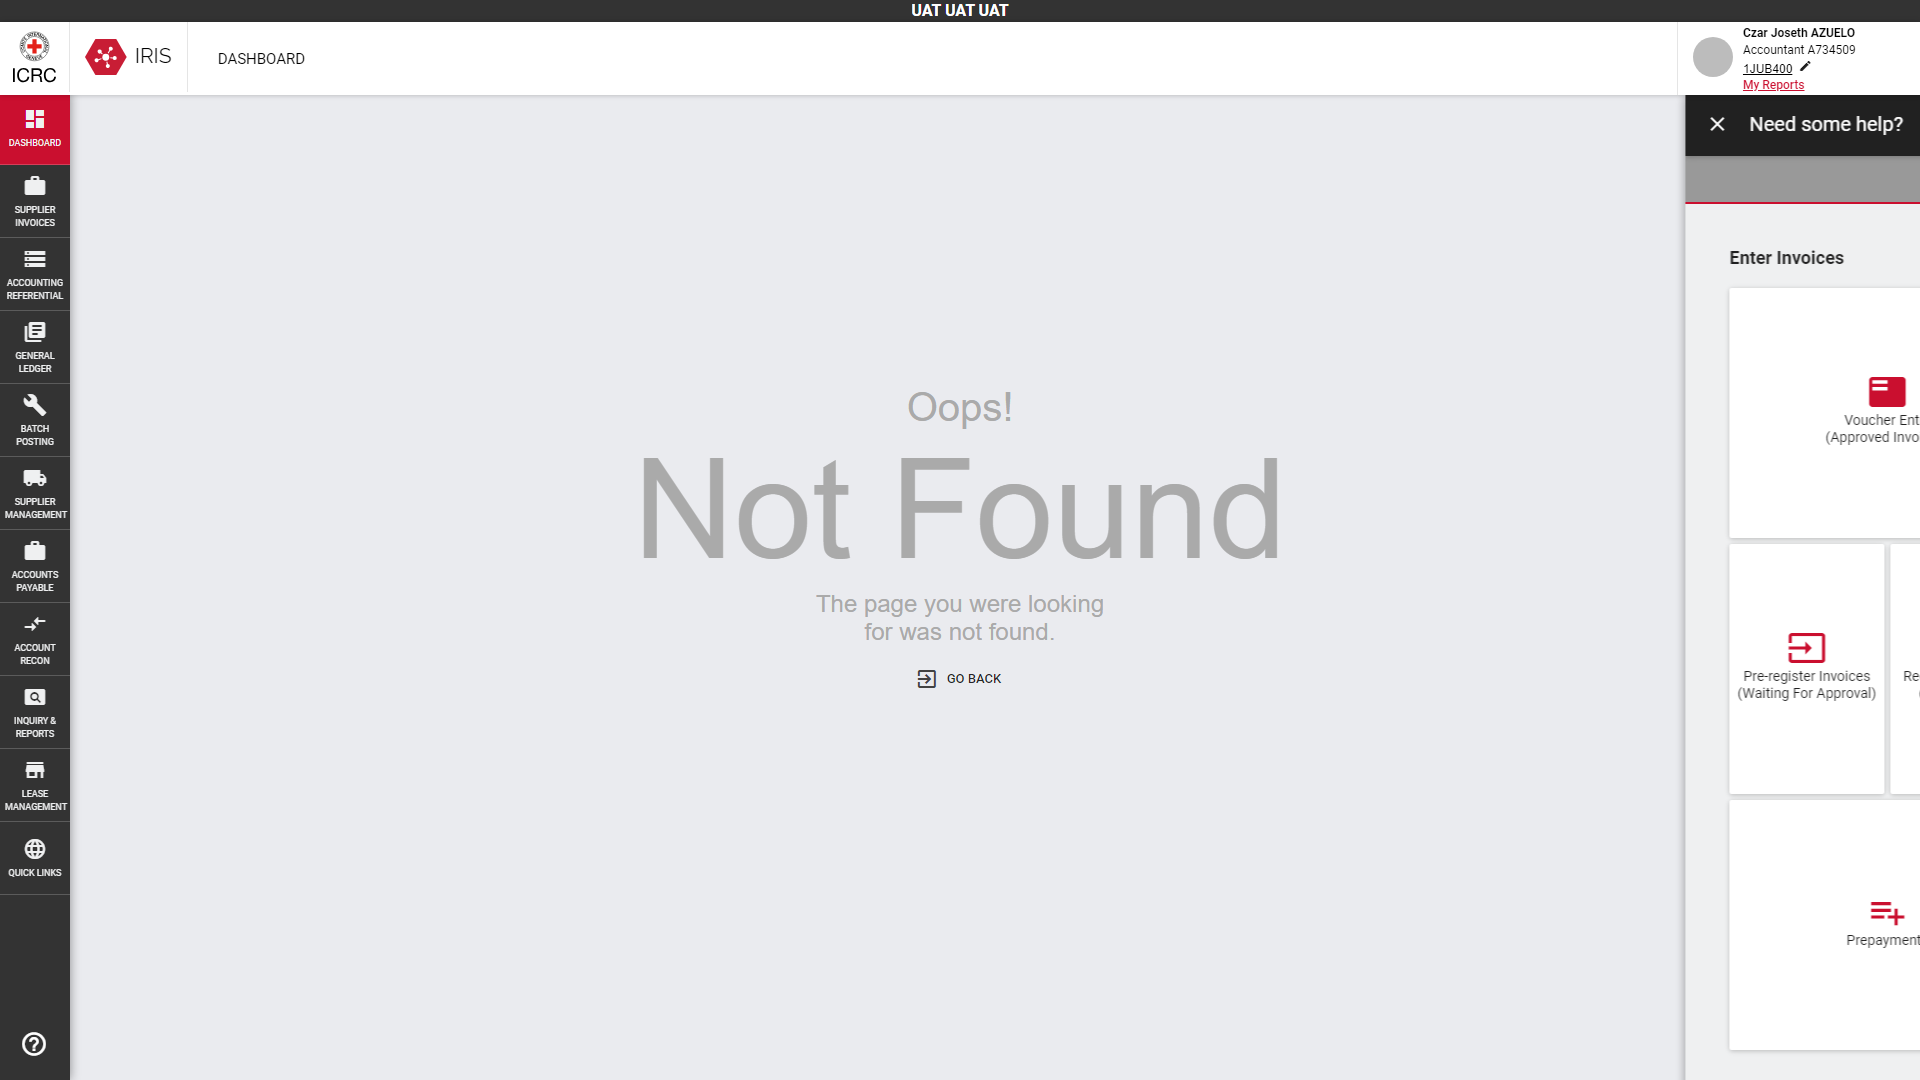 UAT UAT UAT
ICRC
IRIS
DASHBOARD
Czar Joseth AZUELO
Accountant A734509
1JUB400
My Reports
DASHBOARD
SUPPLIER
INVOICES
ACCOUNTING
REFERENTIAL
GENERAL
LEDGER
BATCH
POSTING
SUPPLIER
MANAGEMENT
ACCOUNTS
PAYABLE
ACCOUNT
RECON
INQUIRY &
REPORTS
LEASE
MANAGEMENT
QUICK LINKS
Oops!
Not Found
The page you were looking
for was not found.
GO BACK
Need some help?
Enter Invoices
Voucher Ent
(Approved Invo
Pre-register Invoices
(Waiting For Approval)
Re
Prepayment